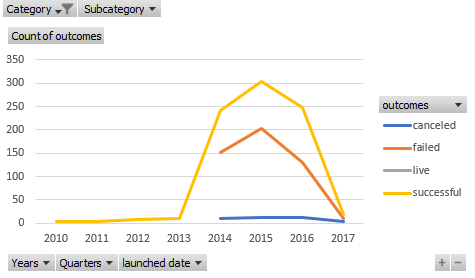 Category Subcategory
Count of outcomes
350
300
250
200
150
100
50
0
2010 2011 2012 2013 2014 2015 2016 2017
outcomes
canceled
failed
live
successful
Years Quarters launched date + −